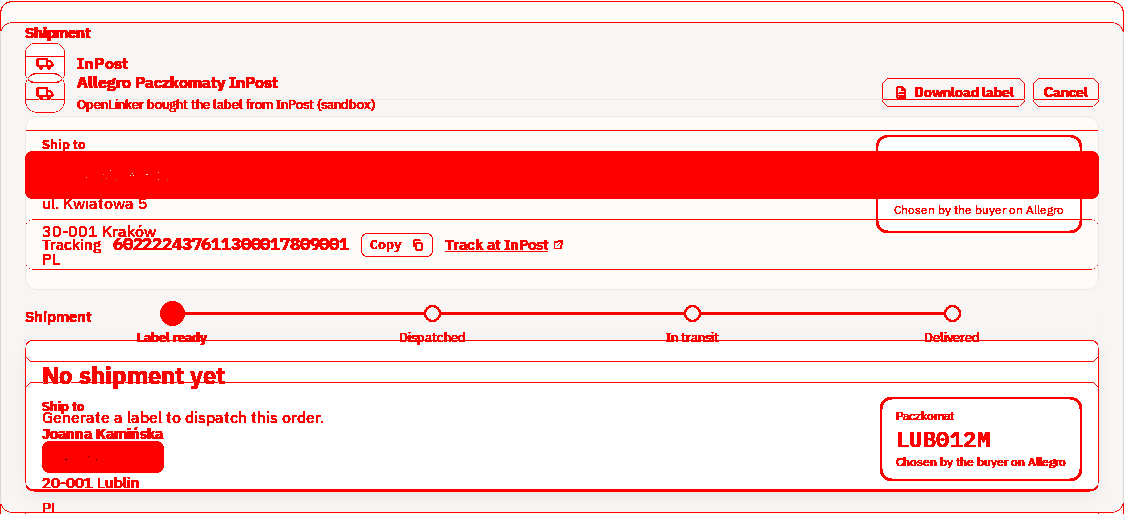 Shipment
InPost
Allegro Paczkomaty InPost
OpenLinker bought the label from InPost (sandbox)
Download label
Cancel
Ship to
ul. Kwiatowa 5
Chosen by the buyer on Allegro
30-001 Kraków
Tracking 602222437611300017809001 Copy Track at InPost
PL
Shipment
Label ready
Dispatched
In transit
Delivered
No shipment yet
Ship to
Generate a label to dispatch this order.
Joanna Kamińska
20-001 Lublin
PL
Paczkomat
LUB012M
Chosen by the buyer on Allegro